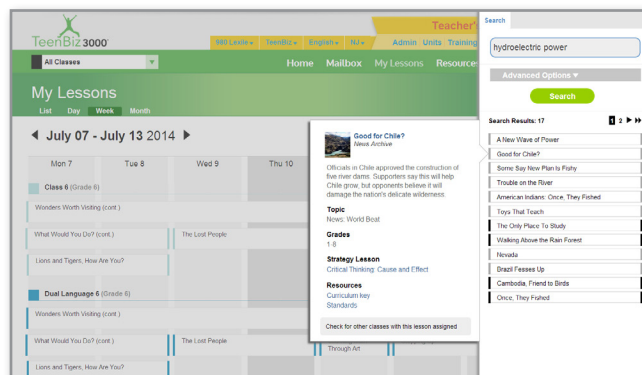 TeenBiz3000
Teacher's
980 Lexile TeenBiz English NJ Admin Units Training
All Classes
Home Mailbox My Lessons Resources
My Lessons
List Day Week Month
July 07 - July 13 2014
Mon 7 Tue 8 Wed 9 Thu 10
Class 6 (Grade 6)
Wonders Worth Visiting (cont.)
What Would You Do? (cont.) The Lost People
Lions and Tigers, How Are You?
Dual Language 6 (Grade 6)
Wonders Worth Visiting (cont.)
What Would You Do? (cont.) The Lost People
Through Art
Lions and Tigers, How Are You?
Good for Chile?
News Archive
Officials in Chile approved the construction of
five river dams. Supporters say this will help
Chile grow, but opponents believe it will
damage the nation's delicate wilderness.
Topic
News: World Beat
Grades
1-8
Strategy Lesson
Critical Thinking: Cause and Effect
Resources
Curriculum key
Standards
Check for other classes with this lesson assigned
Search
hydroelectric power
Advanced Options
Search
Search Results: 17 1 2
A New Wave of Power
Good for Chile?
Some Say New Plan Is Fishy
Trouble on the River
American Indians: Once, They Fished
Toys That Teach
The Only Place To Study
Walking Above the Rain Forest
Nevada
Brazil Fesses Up
Cambodia, Friend to Birds
Once, They Fished